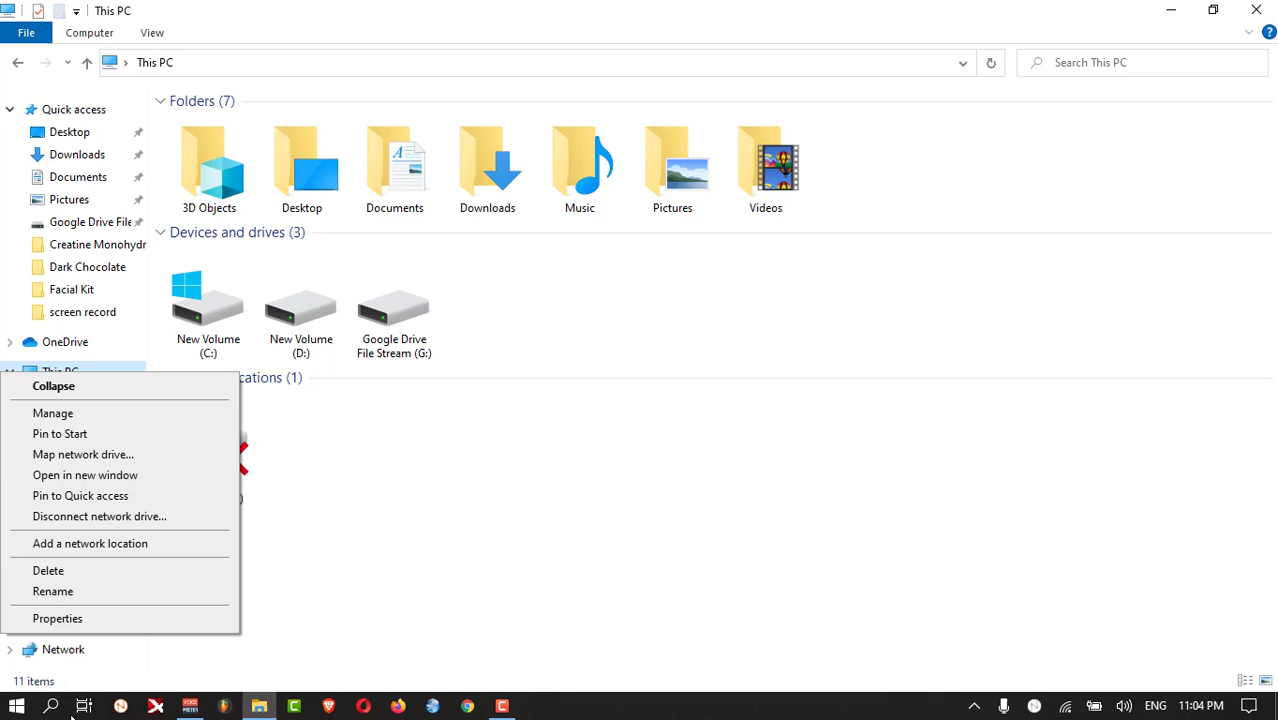 This PC
File
Computer
View
This PC
Search This PC
Quick access
Desktop
Downloads
Documents
Pictures
Google Drive File
Creatine Monohydr
Dark Chocolate
Facial Kit
screen record
OneDrive
This PC
Collapse
Manage
Pin to Start
Map network drive...
Open in new window
Pin to Quick access
Disconnect network drive...
Add a network location
Delete
Rename
Properties
Network
Folders (7)
3D Objects
Desktop
Documents
Downloads
Music
Pictures
Videos
Devices and drives (3)
New Volume
(C:)
New Volume
(D:)
Google Drive
File Stream (G:)
cations (1)
)
11 items
ENG
11:04 PM